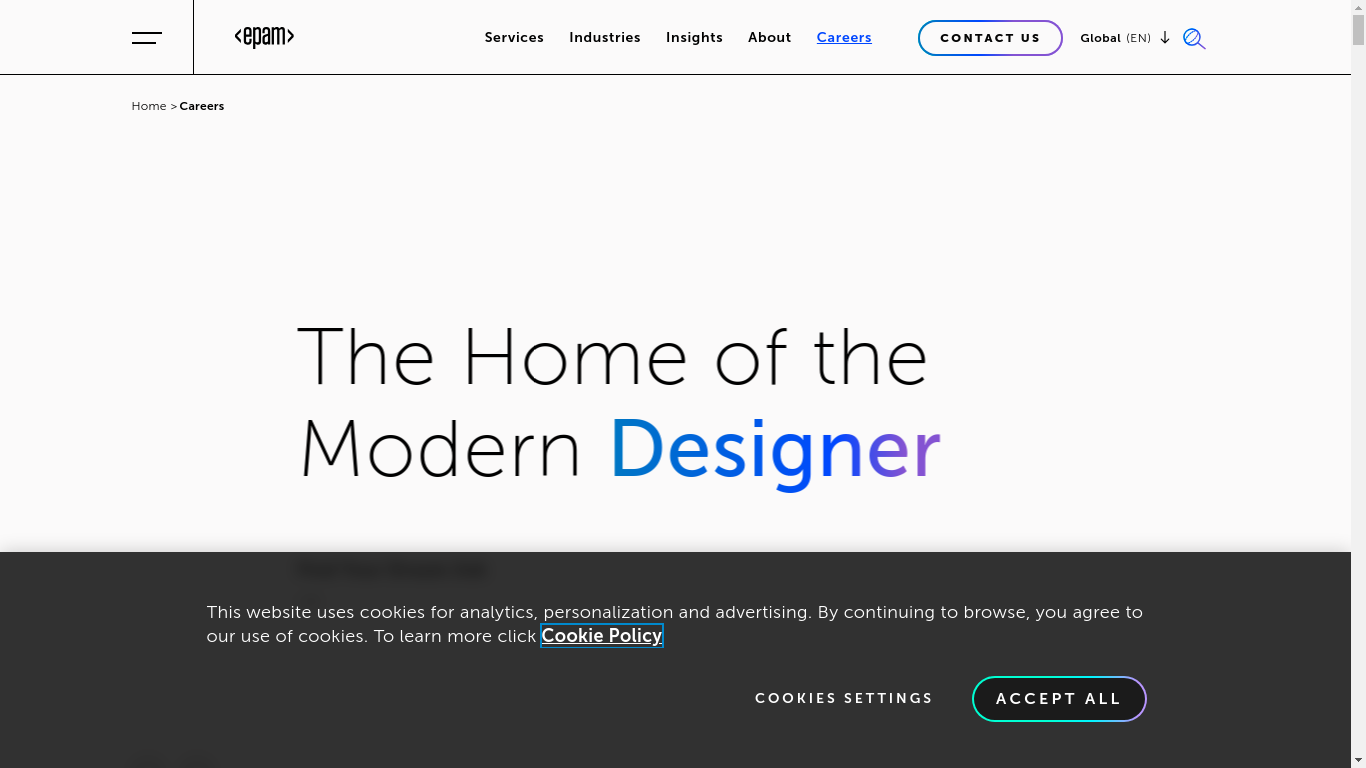 <epam>
Services Industries Insights About Careers CONTACT US Global (EN)
Home > Careers
The Home of the
Modern Designer
This website uses cookies for analytics, personalization and advertising. By continuing to browse, you agree to
our use of cookies. To learn more click Cookie Policy
COOKIES SETTINGS ACCEPT ALL